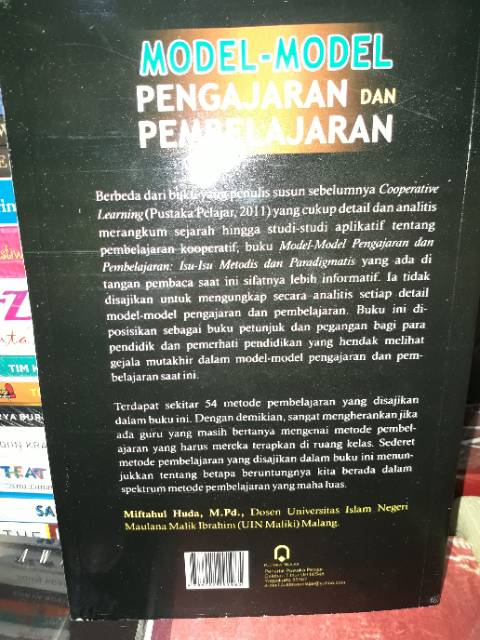 MODEL-MODEL
PENGAJARAN DAN
PEMBELAJARAN
Berbeda dari buku yang penulis susun sebelumnya Cooperative
Learning (Pustaka Pelajar, 2011) yang cukup detail dan analitis
merangkum sejarah hingga studi-studi aplikatif tentang
pembelajaran kooperatif, buku Model-Model Pengajaran dan
Pembelajaran: Isu-Isu Metodis dan Paradigmatis yang ada di
tangan pembaca saat ini sifatnya lebih informatif. Ia tidak
disajikan untuk mengungkap secara analitis setiap detail
model-model pengajaran dan pembelajaran. Buku ini di-
posisikan sebagai buku petunjuk dan pegangan bagi para
pendidik dan pemerhati pendidikan yang hendak melihat
gejala mutakhir dalam model-model pengajaran dan pem-
belajaran saat ini.
Terdapat sekitar 54 metode pembelajaran yang disajikan
dalam buku ini. Dengan demikian, sangat mengherankan jika
ada guru yang masih bertanya mengenai metode pembel-
ajaran yang harus mereka terapkan di ruang kelas. Sederet
metode pembelajaran yang disajikan dalam buku ini menun-
jukkan tentang betapa beruntungnya kita berada dalam
spektrum metode pembelajaran yang maha luas.
Miftahul Huda, M.Pd., Dosen Universitas Islam Negeri
Maulana Malik Ibrahim (UIN Maliki) Malang.
Penerbit Pustaka Pelajar
TIM
SA
THE